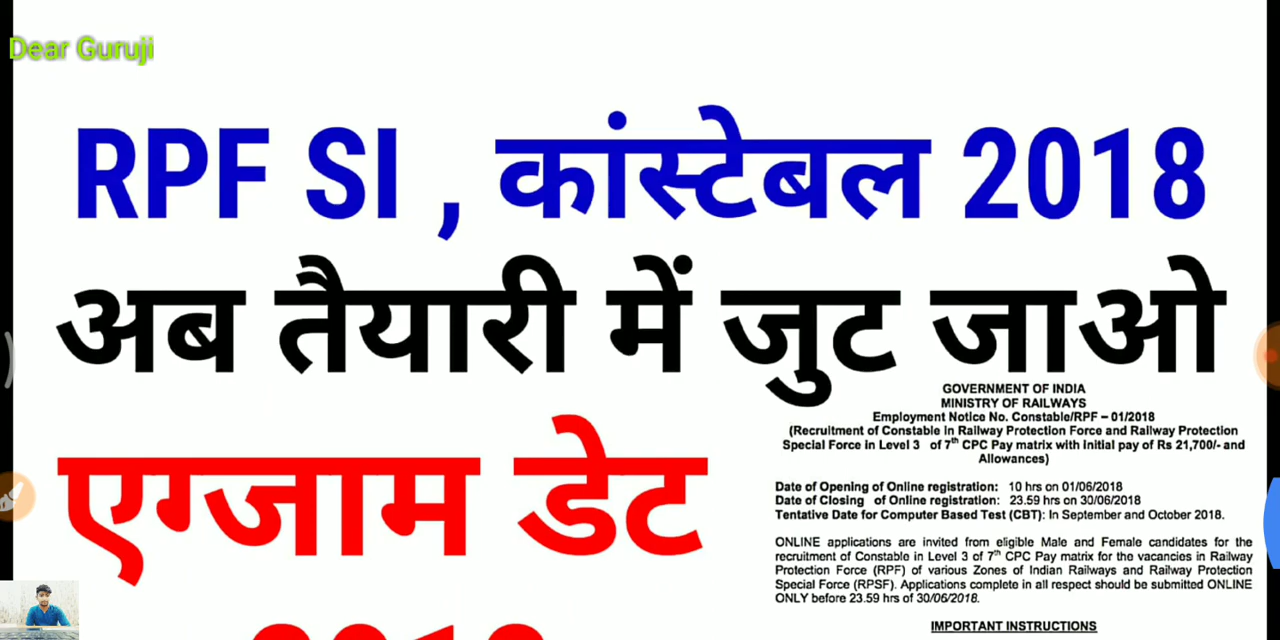 Dear Guruji
RPF SI , कांस्टेबल 2018
अब तैयारी में जुट जाओ
एग्जाम डेट
GOVERNMENT OF INDIA
MINISTRY OF RAILWAYS
Employment Notice No. Constable/RPF – 01/2018
(Recruitment of Constable in Railway Protection Force and Railway Protection
Special Force in Level 3 of 7th CPC Pay matrix with initial pay of Rs 21,700/- and
Allowances)
Date of Opening of Online registration: 10 hrs on 01/06/2018
Date of Closing of Online registration: 23.59 hrs on 30/06/2018
Tentative Date for Computer Based Test (CBT): In September and October 2018.
ONLINE applications are invited from eligible Male and Female candidates for the
recruitment of Constable in Level 3 of 7th CPC Pay matrix for the vacancies in Railway
Protection Force (RPF) of various Zones of Indian Railways and Railway Protection
Special Force (RPSF). Applications complete in all respect should be submitted ONLINE
ONLY before 23.59 hrs of 30/06/2018.
IMPORTANT INSTRUCTIONS